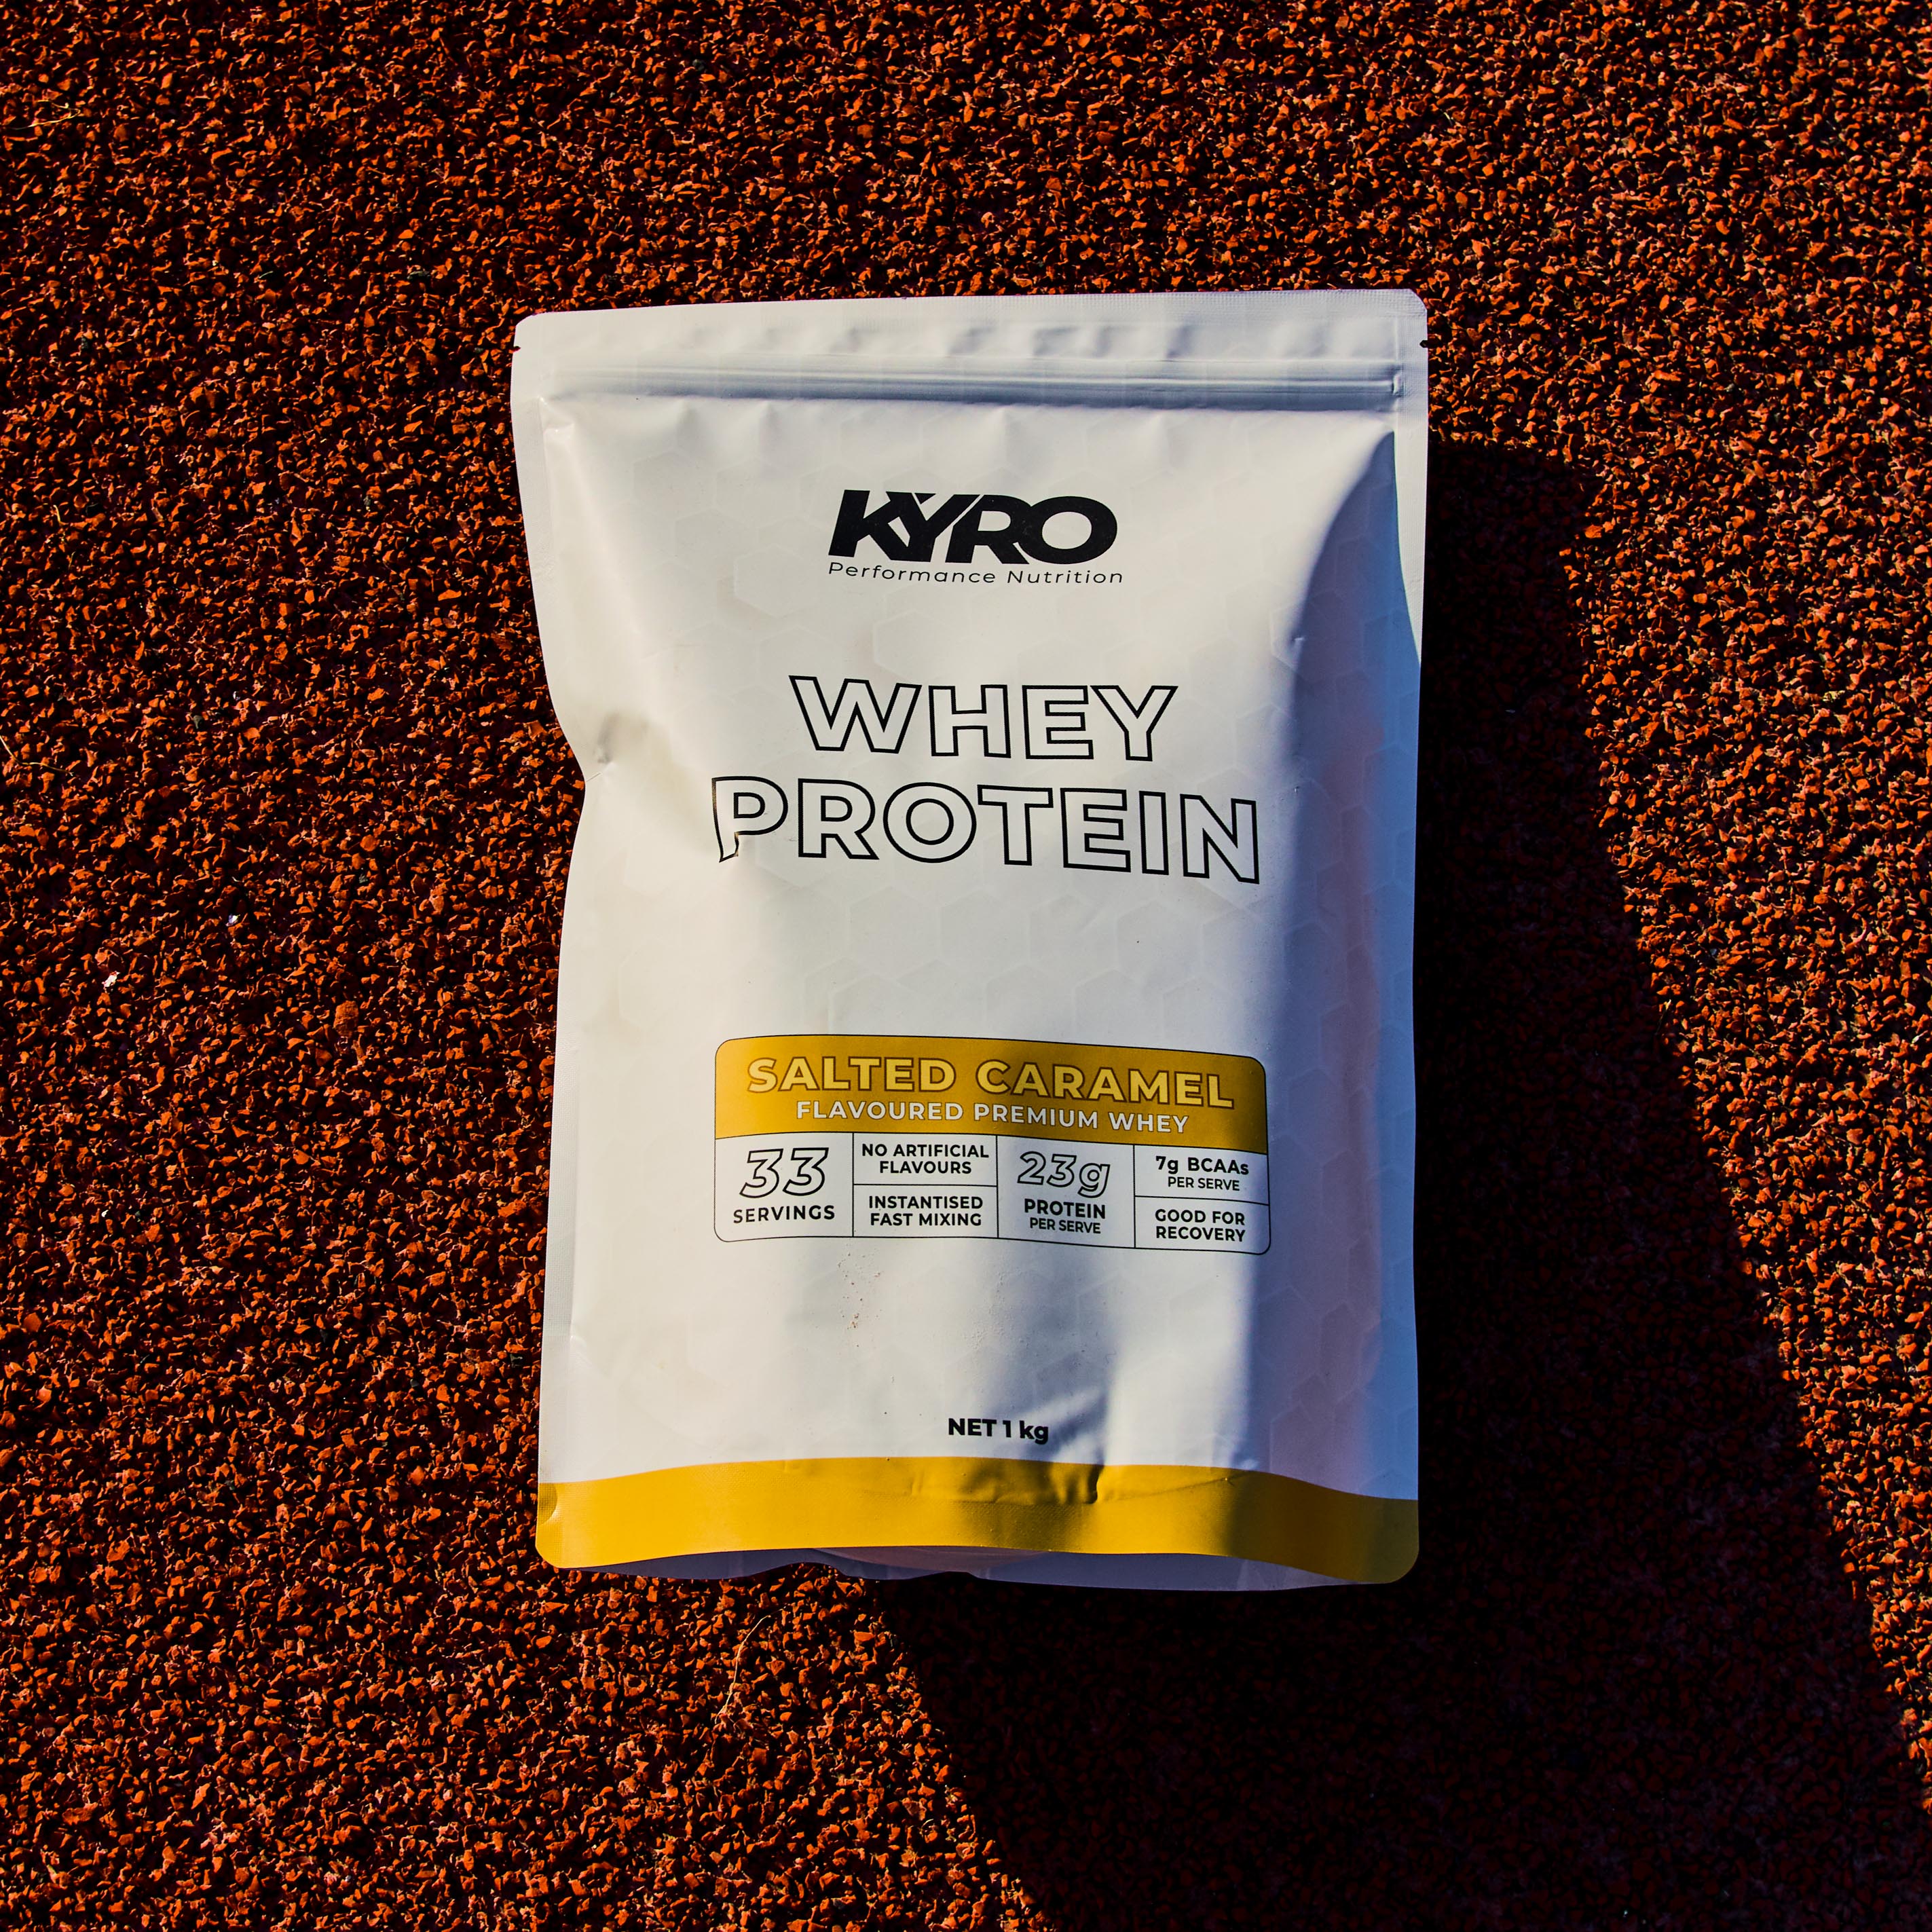 KYRO
Performance Nutrition
WHEY
PROTEIN
SALTED CARAMEL
FLAVOURED PREMIUM WHEY
33
SERVINGS
NO ARTIFICIAL
FLAVOURS
INSTANTISED
FAST MIXING
23g
PROTEIN
PER SERVE
7g BCAAs
PER SERVE
GOOD FOR
RECOVERY
NET 1 kg